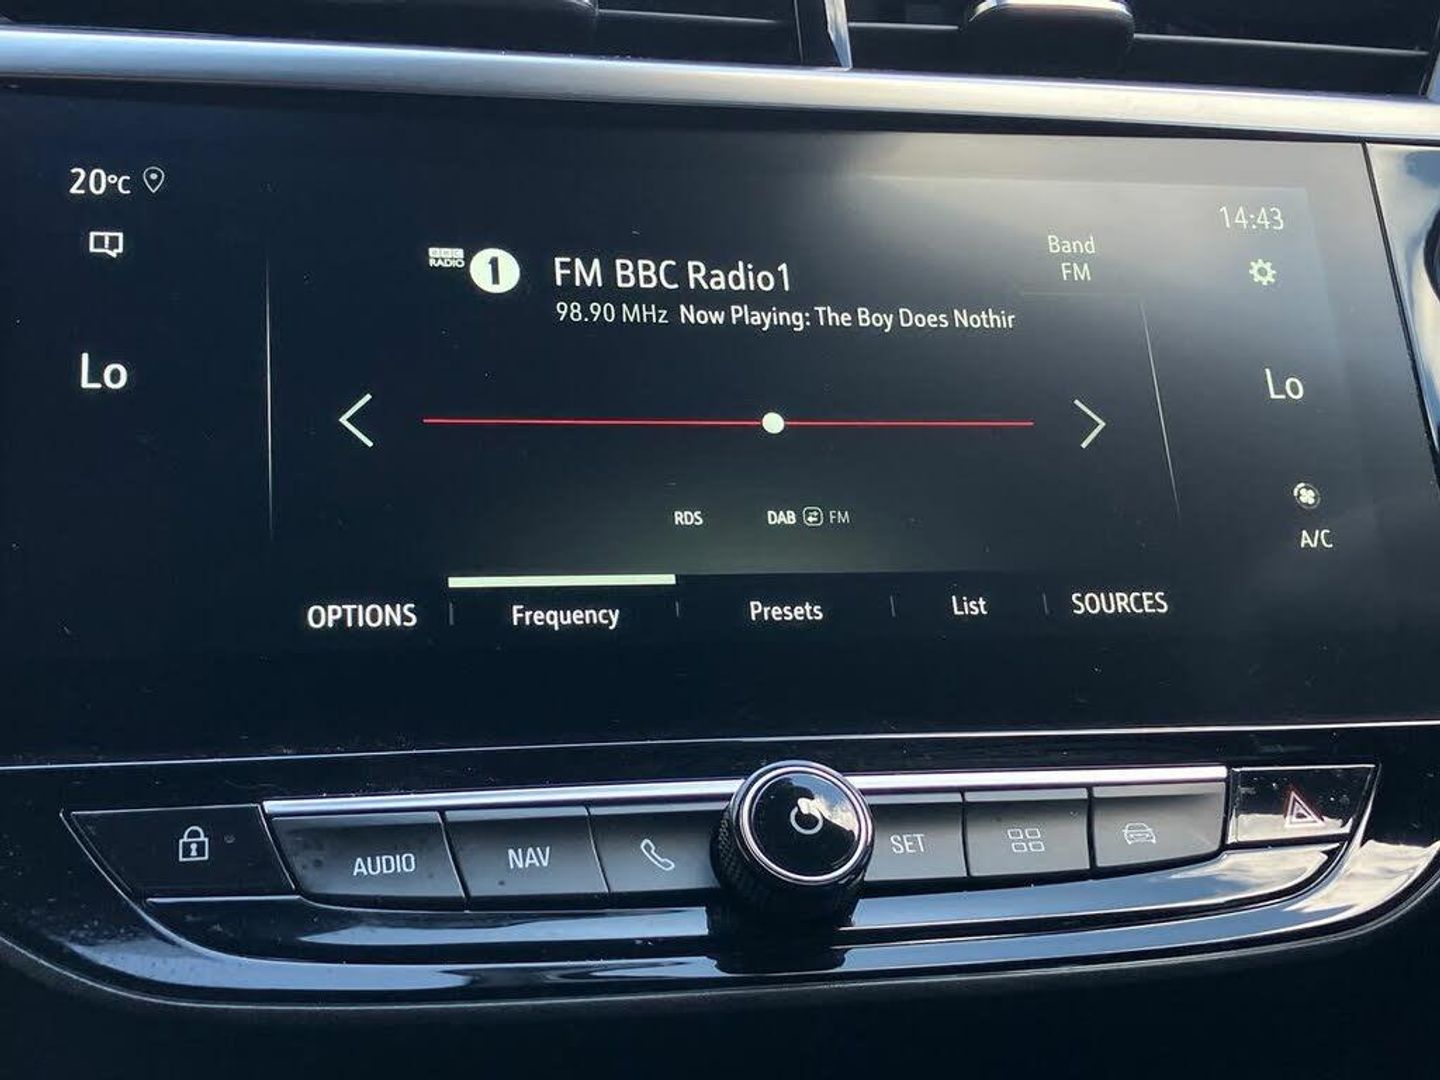 20°C
14:43
BBC
RADIO
1
FM BBC Radio1
Band
FM
98.90 MHz Now Playing: The Boy Does Nothir
Lo
Lo
RDS
DAB FM
A/C
OPTIONS
Frequency
Presets
List
SOURCES
AUDIO
NAV
SET